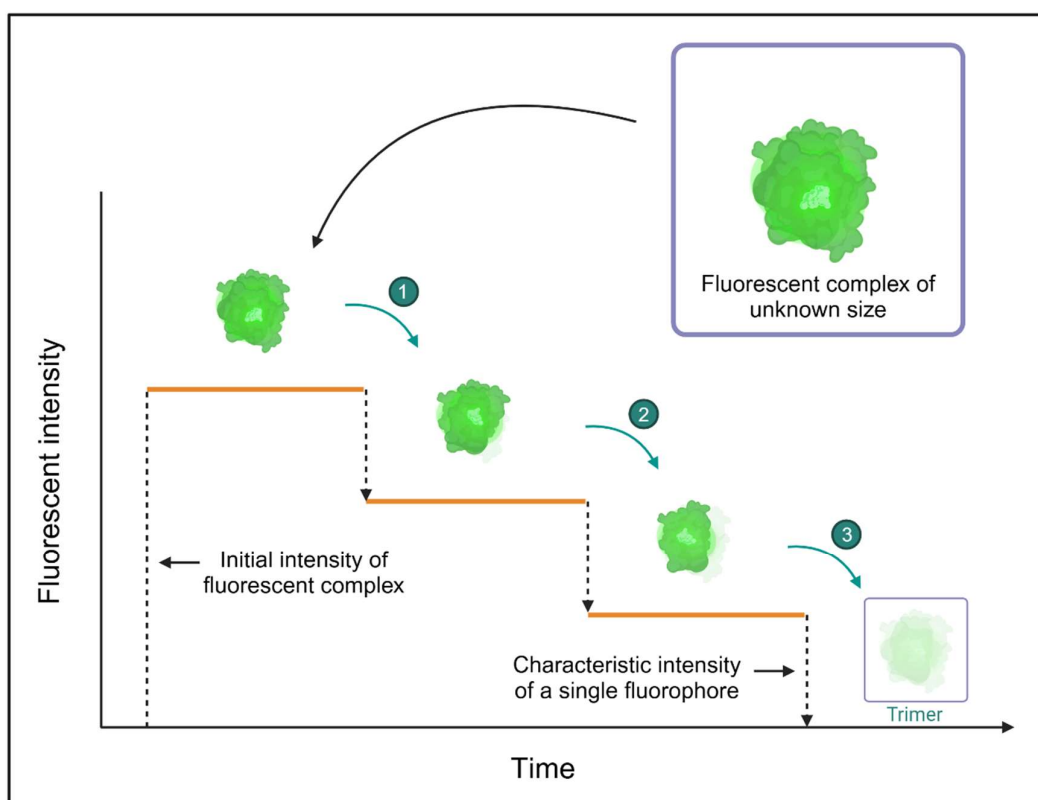 Fluorescent complex of
unknown size
1
2
3
Fluorescent intensity
Initial intensity of
fluorescent complex
Characteristic intensity
of a single fluorophore
Trimer
Time